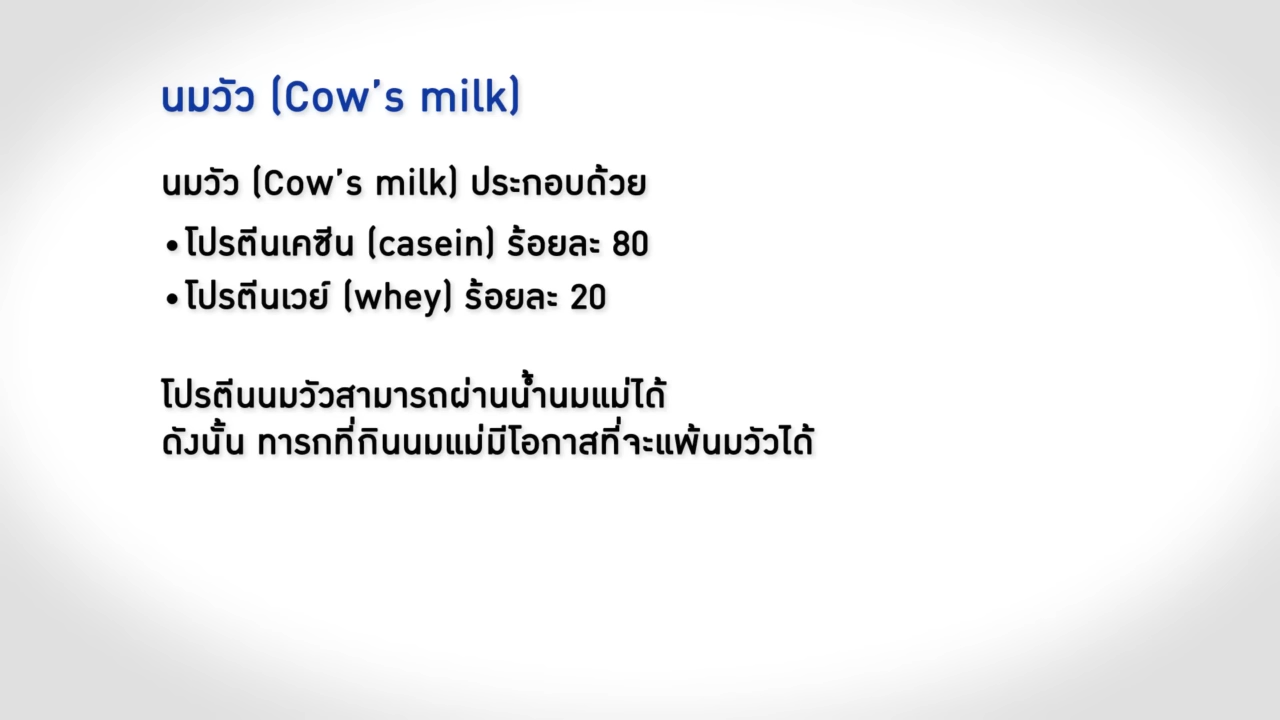 นมวัว (Cow's milk)
นมวัว (Cow's milk) ประกอบด้วย
•โปรตีนเคซีน (casein) ร้อยละ 80
•โปรตีนเวย์ (whey) ร้อยละ 20
โปรตีนนมวัวสามารถผ่านน้ำนมแม่ได้
ดังนั้น ทารกที่กินนมแม่มีโอกาสที่จะแพ้นมวัวได้